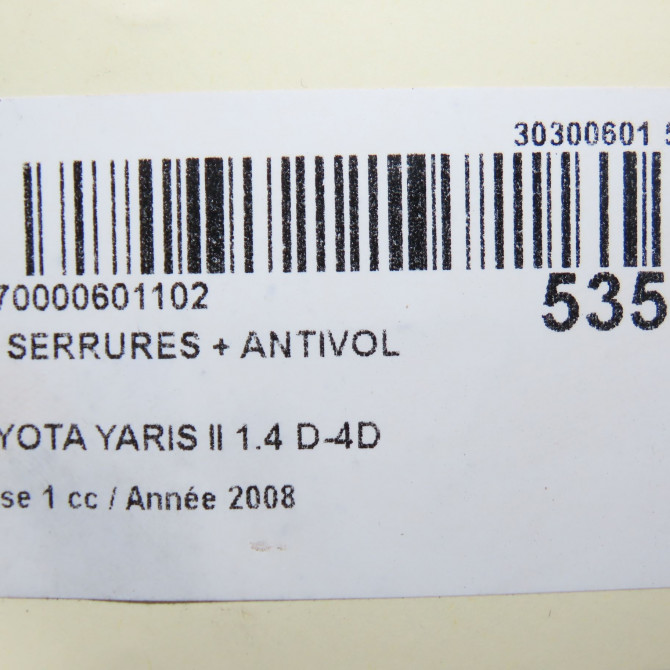 30300601
70000601102
535
SERRURES + ANTIVOL
YOTA YARIS II 1.4 D-4D
se 1 cc / Année 2008